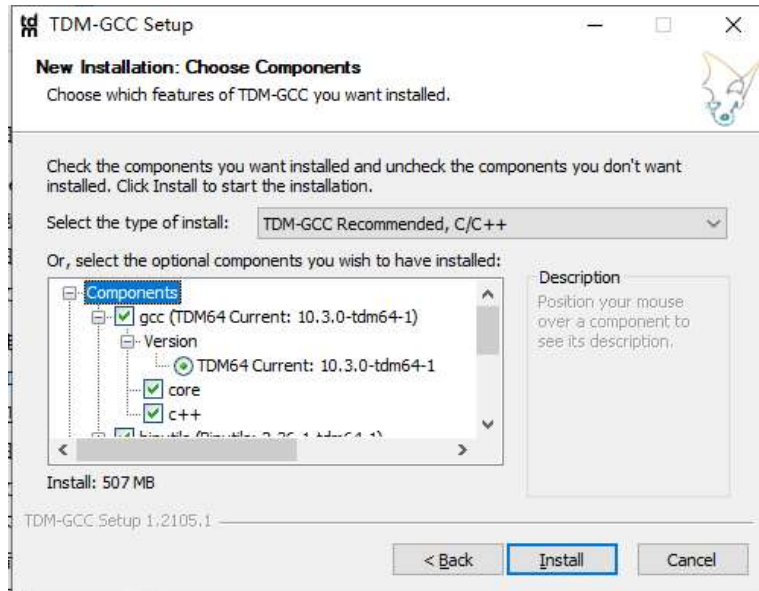 TDM-GCC Setup
New Installation: Choose Components
Choose which features of TDM-GCC you want installed.
Check the components you want installed and uncheck the components you don't want
installed. Click Install to start the installation.
Select the type of install: TDM-GCC Recommended, C/C++
Or, select the optional components you wish to have installed:
Components
gcc (TDM64 Current: 10.3.0-tdm64-1)
Version
TDM64 Current: 10.3.0-tdm64-1
core
c++
Description
Position your mouse
over a component to
see its description.
Install: 507 MB
TDM-GCC Setup 1.2105.1
< Back
Install
Cancel